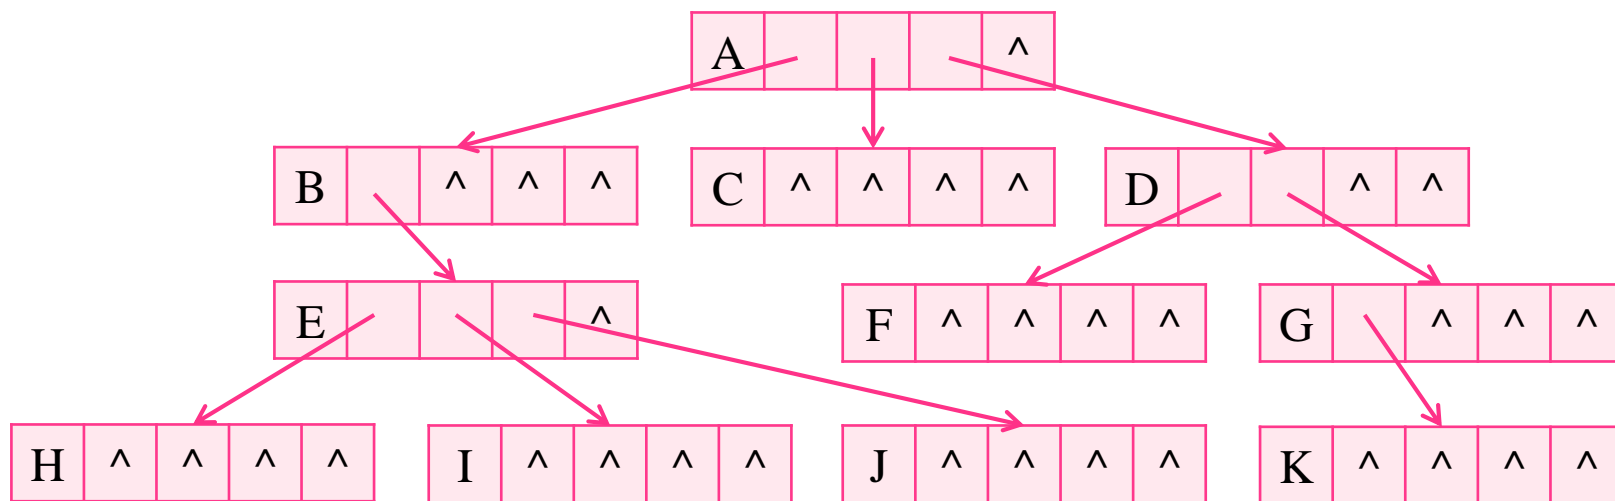 A ^
B ^ ^ ^ C ^ ^ ^ ^ D ^ ^
E ^ F ^ ^ ^ ^ G ^ ^ ^
H ^ ^ ^ ^ I ^ ^ ^ ^ J ^ ^ ^ ^ K ^ ^ ^ ^